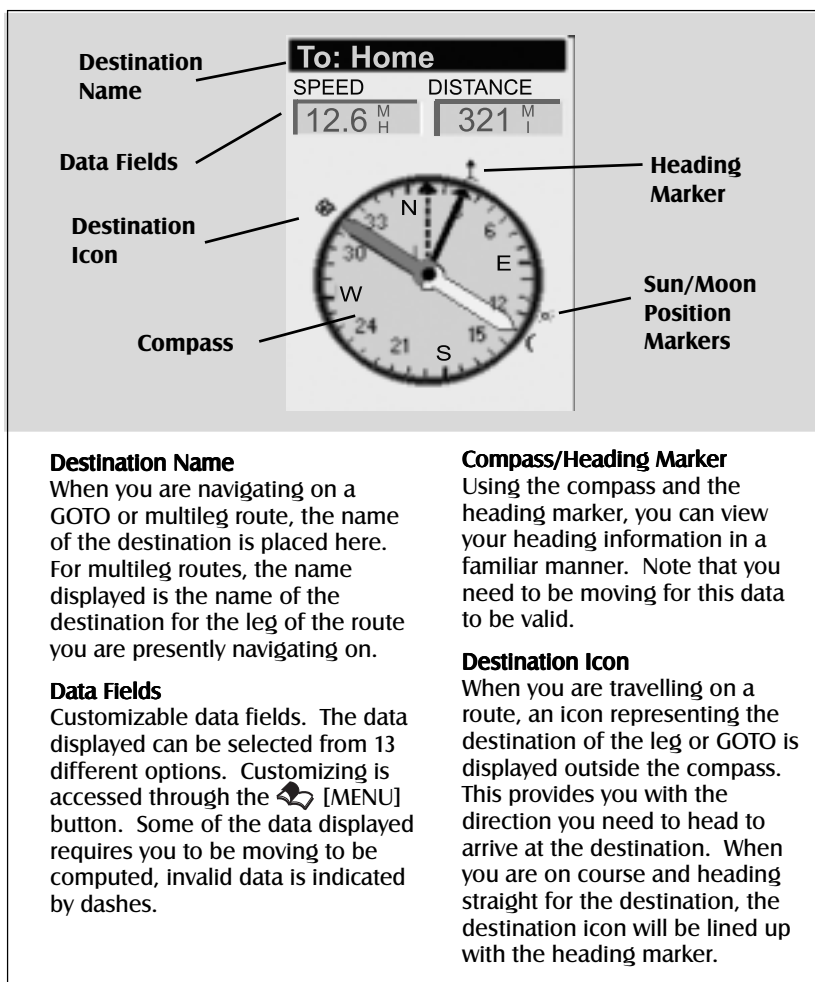 To: Home
SPEED DISTANCE
12.6 MH 321 MI
Destination
Name
Data Fields
Destination
Icon
Compass
Heading
Marker
Sun/Moon
Position
Markers
N
33
30
W
24
21
S
15
12
E
6
3
Destination Name
When you are navigating on a
GOTO or multileg route, the name
of the destination is placed here.
For multileg routes, the name
displayed is the name of the
destination for the leg of the route
you are presently navigating on.
Data Fields
Customizable data fields. The data
displayed can be selected from 13
different options. Customizing is
accessed through the [MENU]
button. Some of the data displayed
requires you to be moving to be
computed, invalid data is indicated
by dashes.
Compass/Heading Marker
Using the compass and the
heading marker, you can view
your heading information in a
familiar manner. Note that you
need to be moving for this data
to be valid.
Destination Icon
When you are travelling on a
route, an icon representing the
destination of the leg or GOTO is
displayed outside the compass.
This provides you with the
direction you need to head to
arrive at the destination. When
you are on course and heading
straight for the destination, the
destination icon will be lined up
with the heading marker.